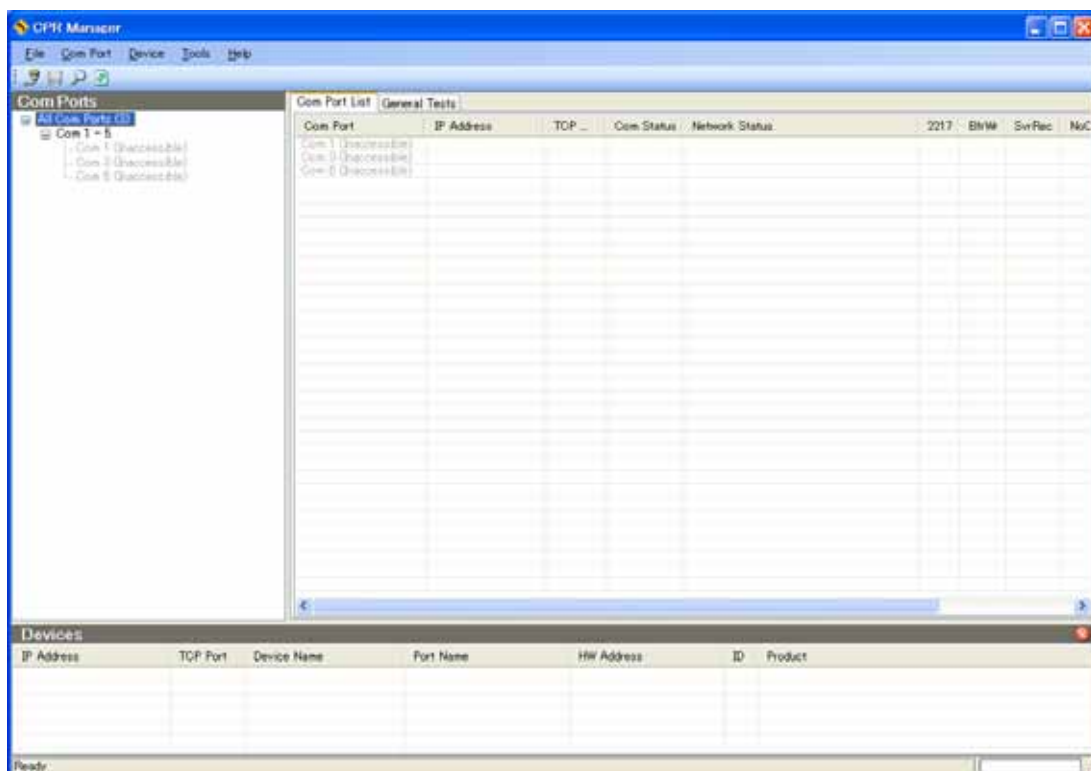 CPR Manager
File Com Port Device Tools Help
Com Ports
All Com Ports (3)
Com 1 - 5
Com 1 (Inaccessible)
Com 3 (Inaccessible)
Com 5 (Inaccessible)
Com Port List General Tests
Com Port IP Address TCP ... Com Status Network Status 2217 BfrWr SvrRec NoC
Com 1 (Inaccessible)
Com 3 (Inaccessible)
Com 5 (Inaccessible)
Devices
IP Address TCP Port Device Name Port Name HW Address ID Product
Ready